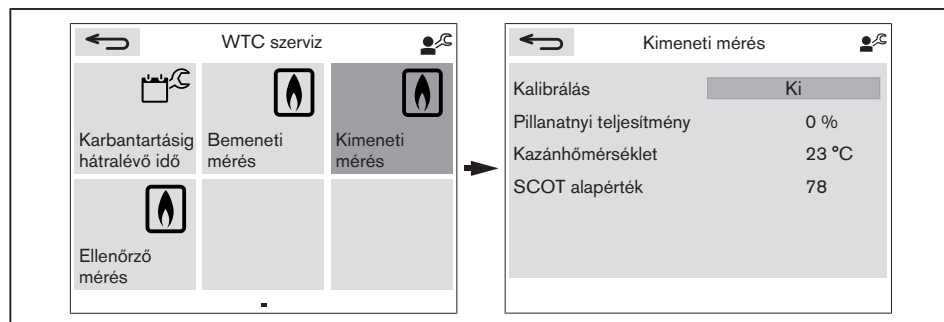 WTC szerviz
Karbantartásig
hátralévő idő
Bemeneti
mérés
Kimeneti
mérés
Ellenőrző
mérés
Kimeneti mérés
Kalibrálás Ki
Pillanatnyi teljesítmény 0 %
Kazánhőmérséklet 23 °C
SCOT alapérték 78